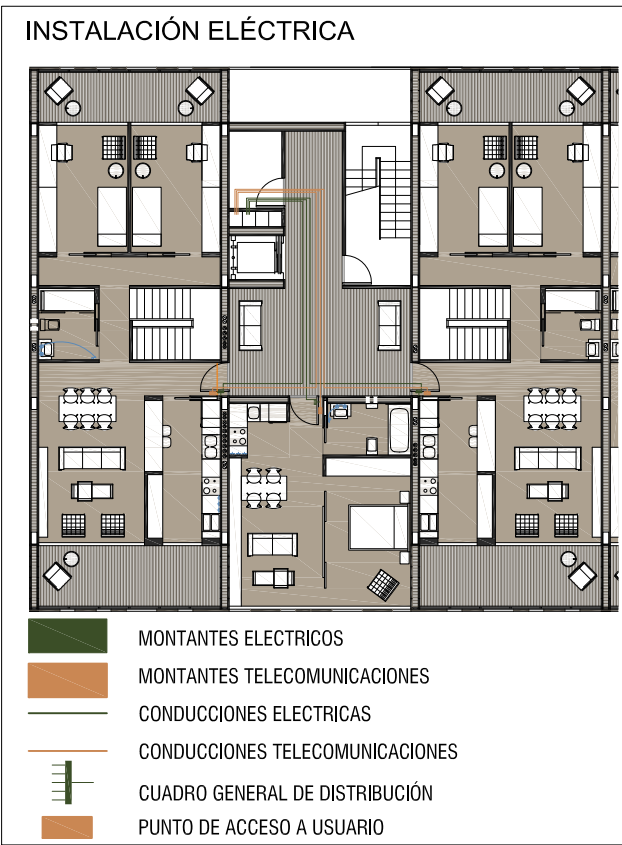 INSTALACIÓN ELÉCTRICA
MONTANTES ELECTRICOS
MONTANTES TELECOMUNICACIONES
CONDUCCIONES ELECTRICAS
CONDUCCIONES TELECOMUNICACIONES
CUADRO GENERAL DE DISTRIBUCIÓN
PUNTO DE ACCESO A USUARIO